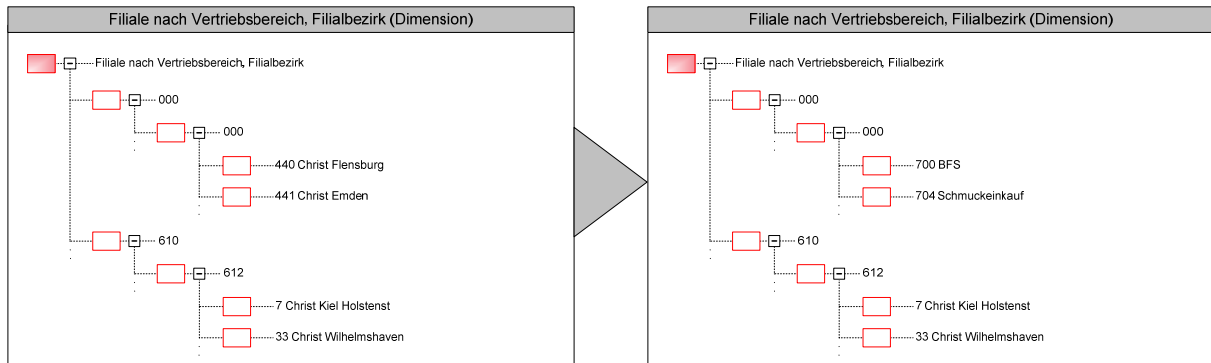 Filiale nach Vertriebsbereich, Filialbezirk (Dimension)
Filiale nach Vertriebsbereich, Filialbezirk
000
000
440 Christ Flensburg
441 Christ Emden
610
612
7 Christ Kiel Holstenst
33 Christ Wilhelmshaven
Filiale nach Vertriebsbereich, Filialbezirk (Dimension)
Filiale nach Vertriebsbereich, Filialbezirk
000
000
700 BFS
704 Schmuckeinkauf
610
612
7 Christ Kiel Holstenst
33 Christ Wilhelmshaven